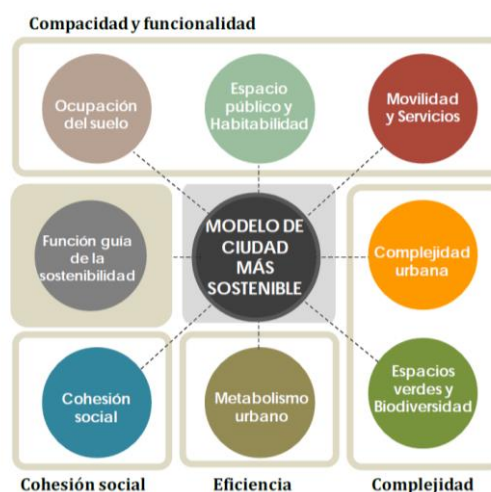 Compacidad y funcionalidad
Ocupación
del suelo
Espacio
público y
Habitabilidad
Movilidad
y Servicios
Función guía
de la
sostenibilidad
MODELO DE
CIUDAD
MÁS
SOSTENIBLE
Complejidad
urbana
Cohesión
social
Metabolismo
urbano
Espacios
verdes y
Biodiversidad
Cohesión social
Eficiencia
Complejidad